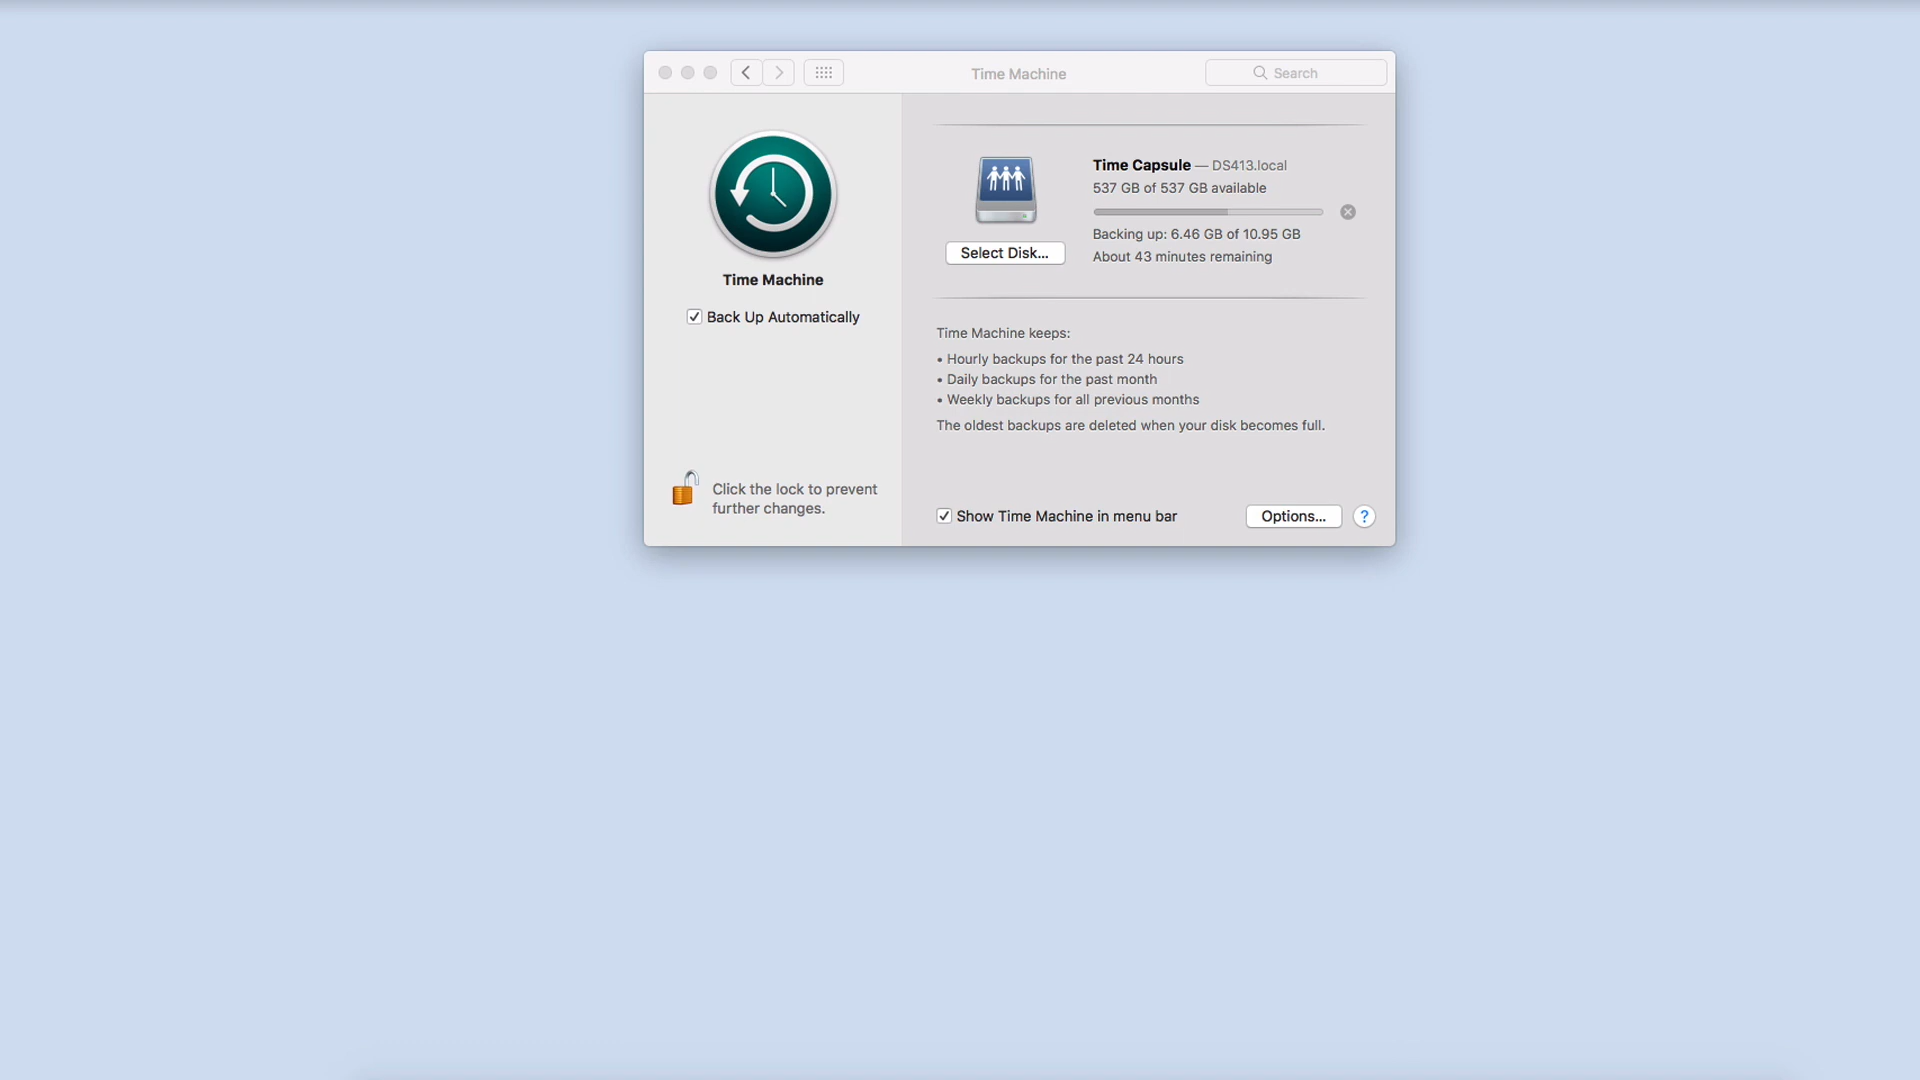 Time Machine
Search
Time Machine
Back Up Automatically
Click the lock to prevent
further changes.
Time Capsule — DS413.local
537 GB of 537 GB available
Backing up: 6.46 GB of 10.95 GB
About 43 minutes remaining
Select Disk...
Time Machine keeps:
• Hourly backups for the past 24 hours
• Daily backups for the past month
• Weekly backups for all previous months
The oldest backups are deleted when your disk becomes full.
Show Time Machine in menu bar
Options...
?